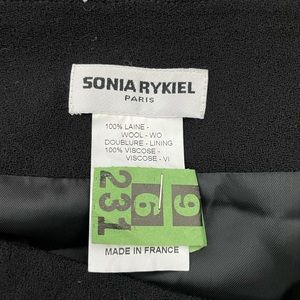 SONIA RYKIEL
PARIS
100% LAINE -
WOOL - WO
DOUBLURE - LINING
100% VISCOSE -
VISCOSE - VI
231
6
9
MADE IN FRANCE